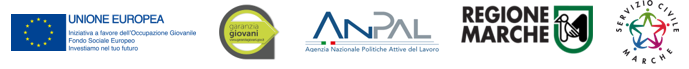 UNIONE EUROPEA
Iniziativa a favore dell'Occupazione Giovanile
Fondo Sociale Europeo
Investiamo nel tuo futuro
garanzia
giovani
ANPAL
Agenzia Nazionale Politiche Attive del Lavoro
REGIONE
MARCHE
SERVIZIO CIVILE
MARCHE